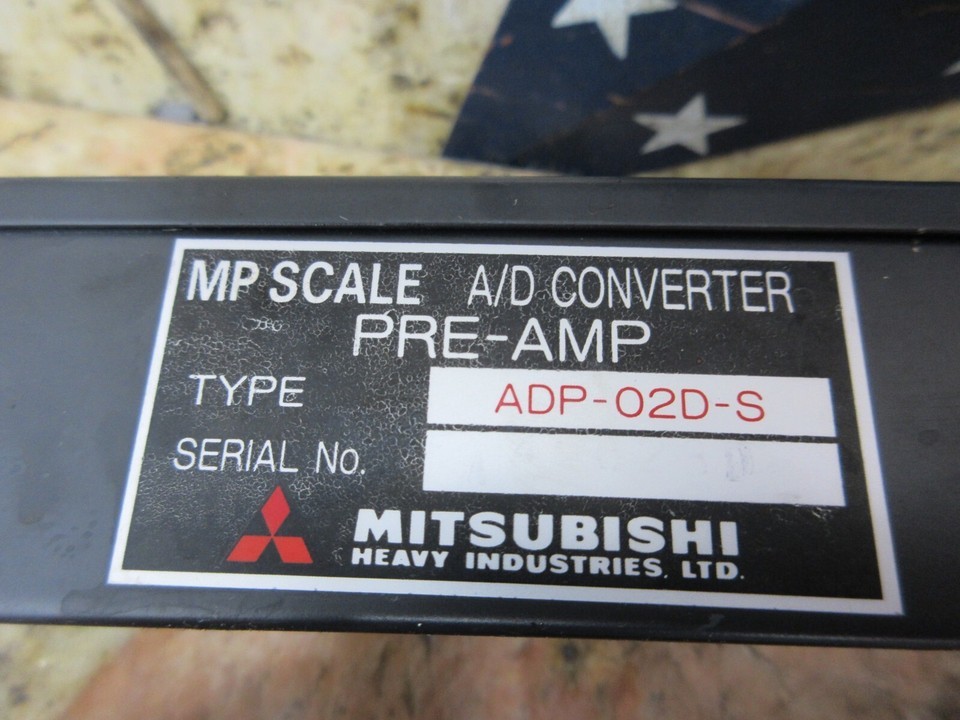 MP SCALE A/D CONVERTER
PRE-AMP
TYPE ADP-02D-S
SERIAL No.
MITSUBISHI
HEAVY INDUSTRIES, LTD.